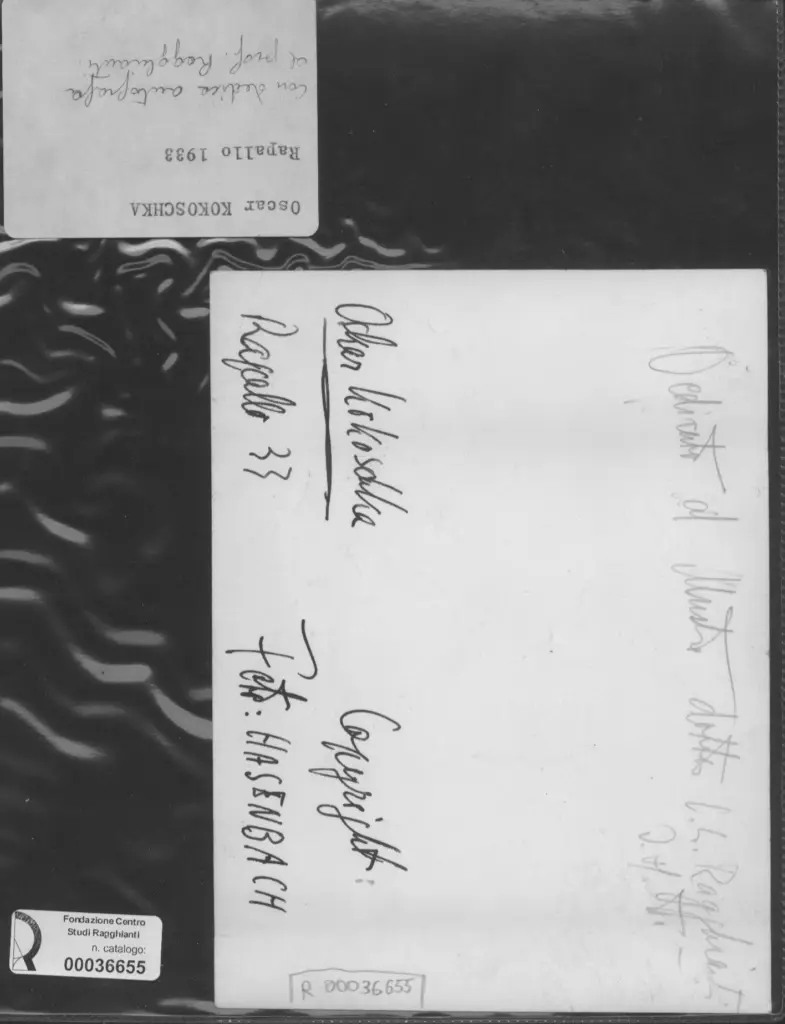 Oscar KOKOSCHKA
Rapallo 1933
con dedica autografa
al prof. Ragghianti
Dedicato al illustre dottor C. L. Ragghianti
Oskar Kokoschka
Rapallo 33
Copyright:
Foto: HASENBACH
R 00036655
Fondazione Centro
Studi Ragghianti
n. catalogo:
00036655